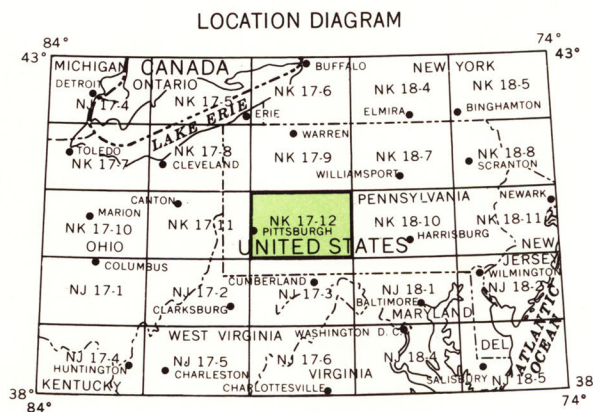 LOCATION DIAGRAM
84° 74°
43° 43°
MICHIGAN CANADA BUFFALO NEW YORK
DETROIT ONTARIO NK 17-6 NK 18-4 NK 18-5
NJ 17-4 NK 17-5
LAKE ERIE ERIE ELMIRA BINGHAMTON
WARREN
TOLEDO NK 17-8 NK 17-9 NK 18-7 NK 18-8
NK 17-7 CLEVELAND WILLIAMSPORT SCRANTON
CANTON PENNSYLVANIA NEWARK
MARION NK 17-11 NK 17-12 NK 18-10 NK 18-11
NK 17-10 PITTSBURGH HARRISBURG
OHIO UNITED STATES NEW
COLUMBUS JERSEY
CUMBERLAND NJ 18-1 WILMINGTON
NJ 17-1 NJ 17-2 NJ 17-3 BALTIMORE NJ 18-2
CLARKSBURG MARYLAND
ATLANTIC OCEAN
WEST VIRGINIA WASHINGTON D.C. DEL
NJ 17-4 NJ 17-5 NJ 17-6 NJ 18-4
HUNTINGTON CHARLESTON VIRGINIA SALISBURY NJ 18-5
KENTUCKY CHARLOTTESVILLE
38° 38°
84° 74°